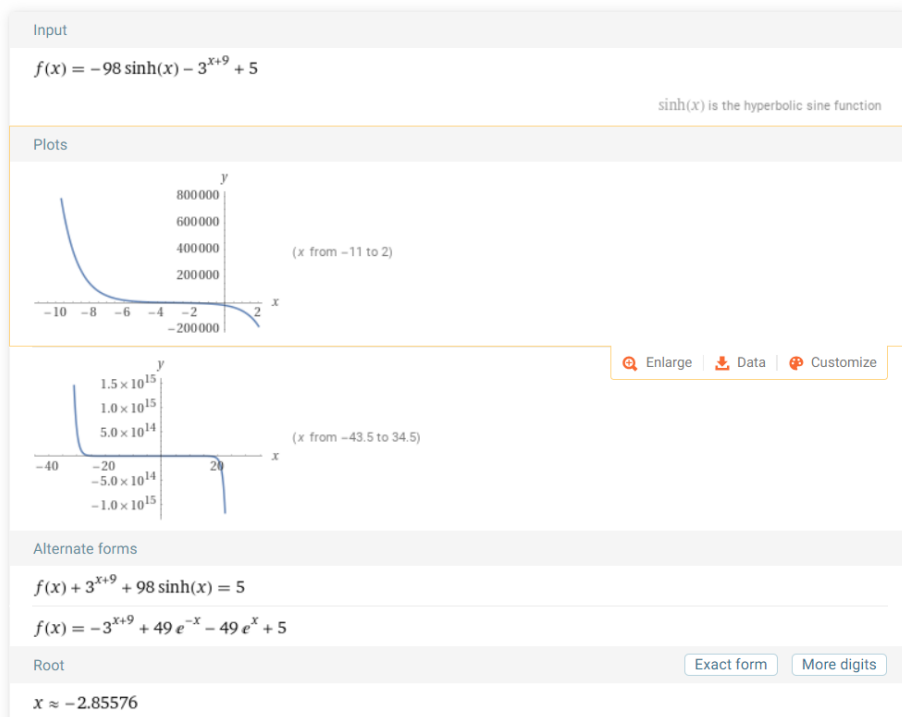 Input
f(x) = −98 sinh(x) − 3^(x+9) + 5
sinh(x) is the hyperbolic sine function
Plots
y
800000
600000
400000
200000
(x from −11 to 2)
−10 −8 −6 −4 −2 2 x
−200000
Enlarge Data Customize
y
1.5×10^15
1.0×10^15
5.0×10^14
(x from −43.5 to 34.5)
−40 −20 20 x
−5.0×10^14
−1.0×10^15
Alternate forms
f(x) + 3^(x+9) + 98 sinh(x) = 5
f(x) = −3^(x+9) + 49 e^(−x) − 49 e^x + 5
Root Exact form More digits
x ≈ −2.85576